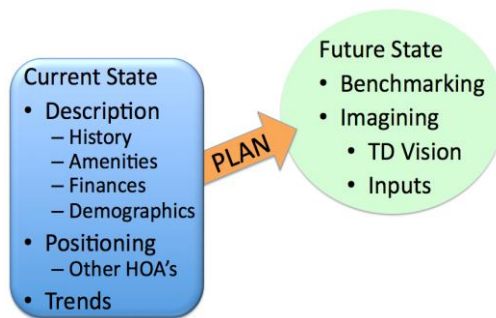 Current State
• Description
– History
– Amenities
– Finances
– Demographics
• Positioning
– Other HOA’s
• Trends
PLAN
Future State
• Benchmarking
• Imagining
• TD Vision
• Inputs